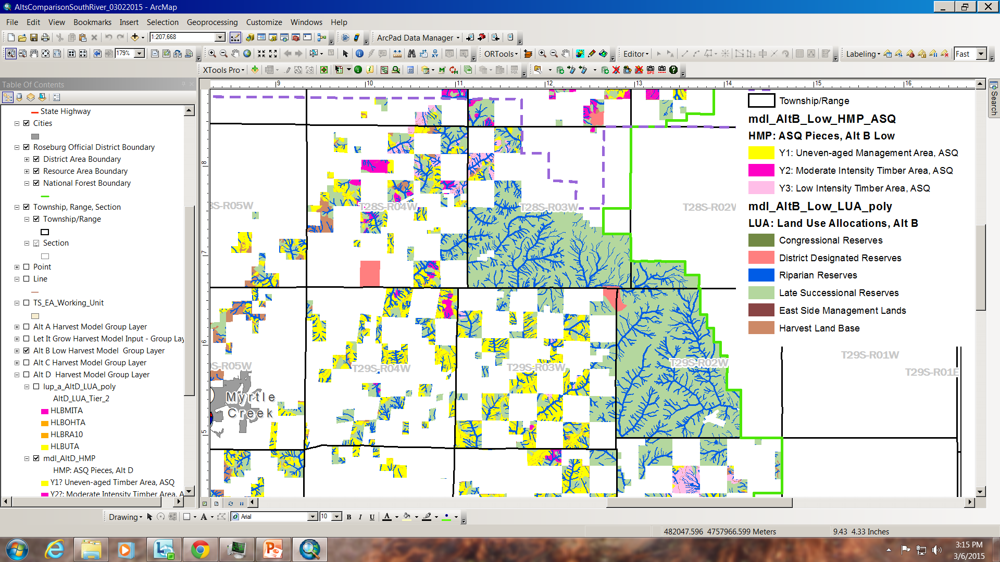 AltsComparisonSouthRiver_03022015 - ArcMap
File Edit View Bookmarks Insert Selection Geoprocessing Customize Windows Help
1:207,668
ArcPad Data Manager
179%
ORTools
Editor
Labeling
Fast
XTools Pro
Table Of Contents
State Highway
Cities
Roseburg Official District Boundary
District Area Boundary
Resource Area Boundary
National Forest Boundary
Township, Range, Section
Township/Range
Section
Point
Line
TS_EA_Working_Unit
Alt A Harvest Model Group Layer
Let It Grow Harvest Model Input - Group Lay
Alt B Low Harvest Model Group Layer
Alt C Harvest Model Group Layer
Alt D Harvest Model Group Layer
lup_a_AltD_LUA_poly
AltD_LUA_Tier_2
HLBMITA
HLBOHTA
HLBRA10
HLBUTA
mdl_AltD_HMP
HMP: ASQ Pieces, Alt D
Y1? Uneven-aged Timber Area, ASQ
Y2?: Moderate Intensity Timber Area, A
9 10 11 12 13 14 15 16
8
7
6
5
8S-R05W
T28S-R04W
T28S-R03W
T28S-R02W
9S-R05W
T29S-R04W
T29S-R03W
T29S-R02W
T29S-R01W
T29S-R01E
Myrtle
Creek
Township/Range
mdl_AltB_Low_HMP_ASQ
HMP: ASQ Pieces, Alt B Low
Y1: Uneven-aged Management Area, ASQ
Y2: Moderate Intensity Timber Area, ASQ
Y3: Low Intensity Timber Area, ASQ
mdl_AltB_Low_LUA_poly
LUA: Land Use Allocations, Alt B
Congressional Reserves
District Designated Reserves
Riparian Reserves
Late Successional Reserves
East Side Management Lands
Harvest Land Base
Search
Drawing
A
Arial
10
B I U A
482047.596 4757966.599 Meters
9.43 4.33 Inches
3:15 PM
3/6/2015